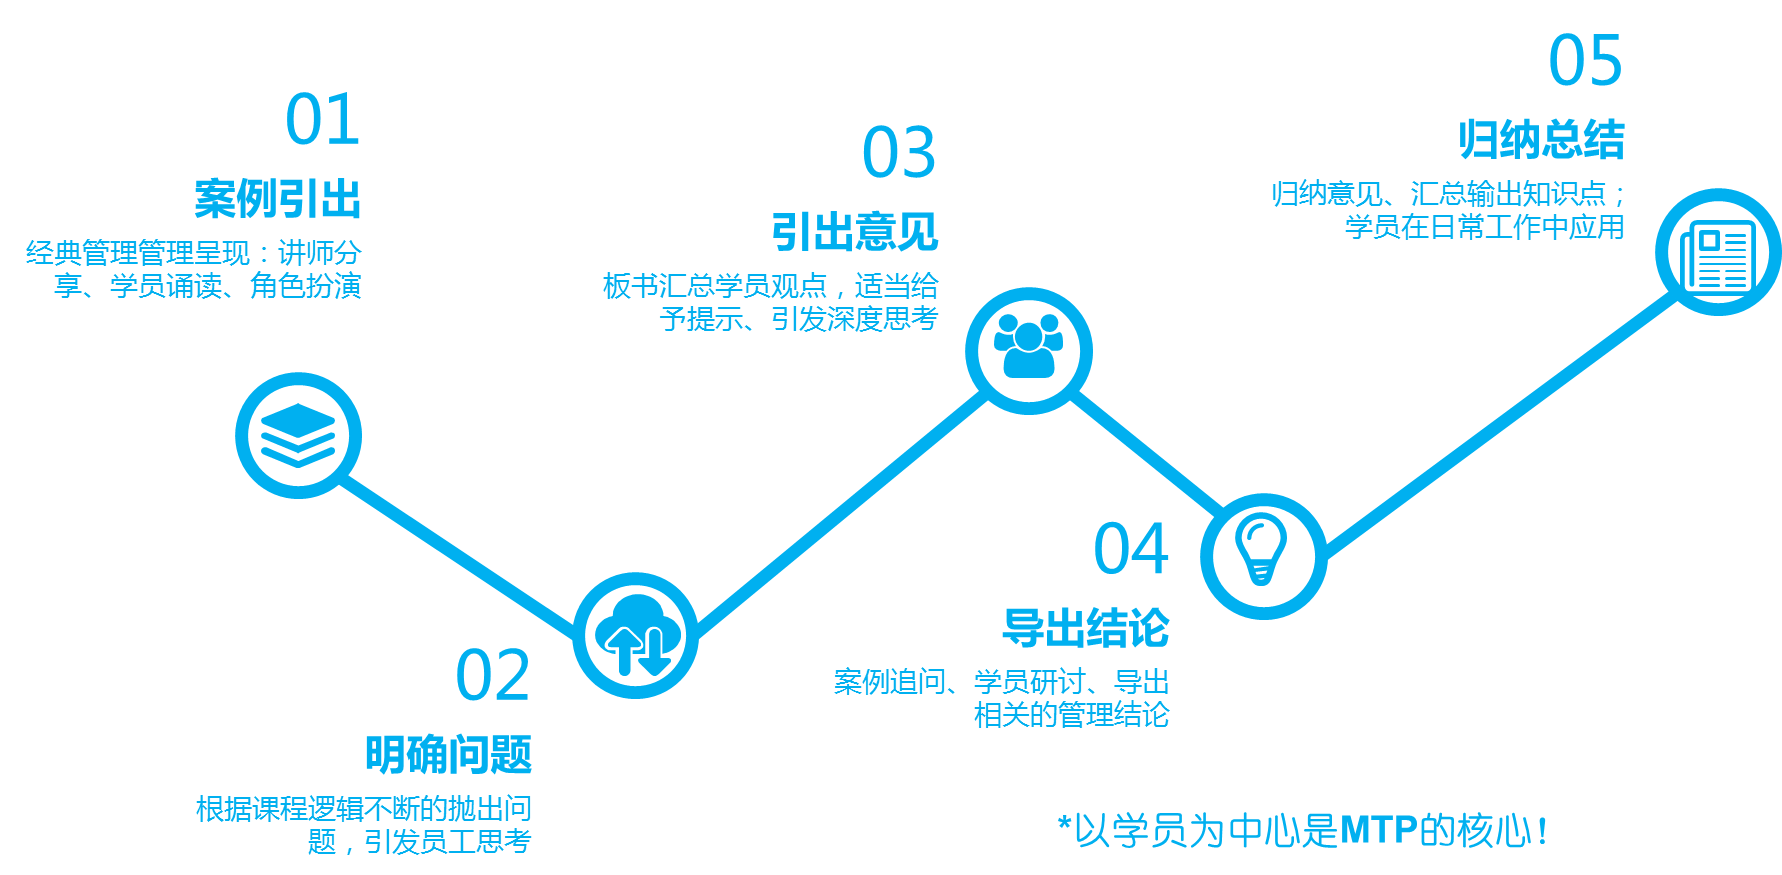 01
案例引出
经典管理管理呈现：讲师分
享、学员诵读、角色扮演
02
明确问题
根据课程逻辑不断的抛出问
题，引发员工思考
03
引出意见
板书汇总学员观点，适当给
予提示、引发深度思考
04
导出结论
案例追问、学员研讨、导出
相关的管理结论
05
归纳总结
归纳意见、汇总输出知识点；
学员在日常工作中应用
*以学员为中心是MTP的核心！